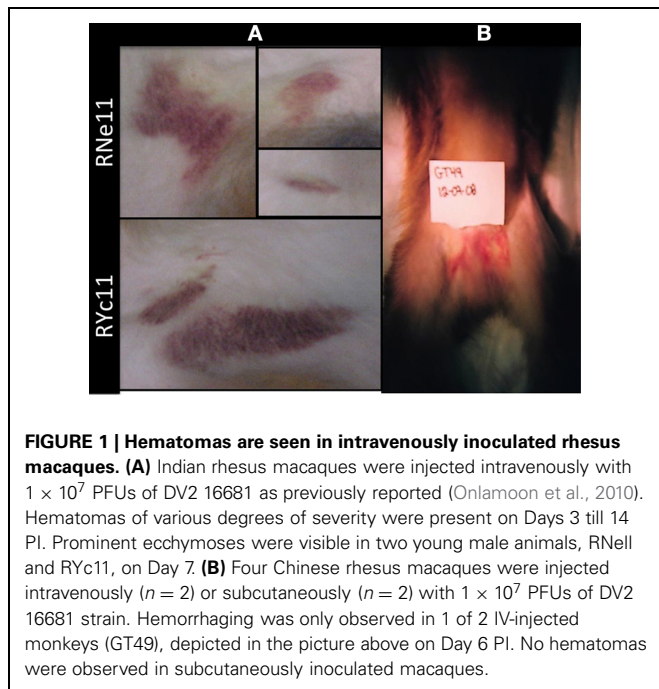 A
B
RNe11
RYc11
GT49
12-09-08
FIGURE 1 | Hematomas are seen in intravenously inoculated rhesus
macaques. (A) Indian rhesus macaques were injected intravenously with
1 × 10⁷ PFUs of DV2 16681 as previously reported (Onlamoon et al., 2010).
Hematomas of various degrees of severity were present on Days 3 till 14
PI. Prominent ecchymoses were visible in two young male animals, RNell
and RYc11, on Day 7. (B) Four Chinese rhesus macaques were injected
intravenously (n = 2) or subcutaneously (n = 2) with 1 × 10⁷ PFUs of DV2
16681 strain. Hemorrhaging was only observed in 1 of 2 IV-injected
monkeys (GT49), depicted in the picture above on Day 6 PI. No hematomas
were observed in subcutaneously inoculated macaques.